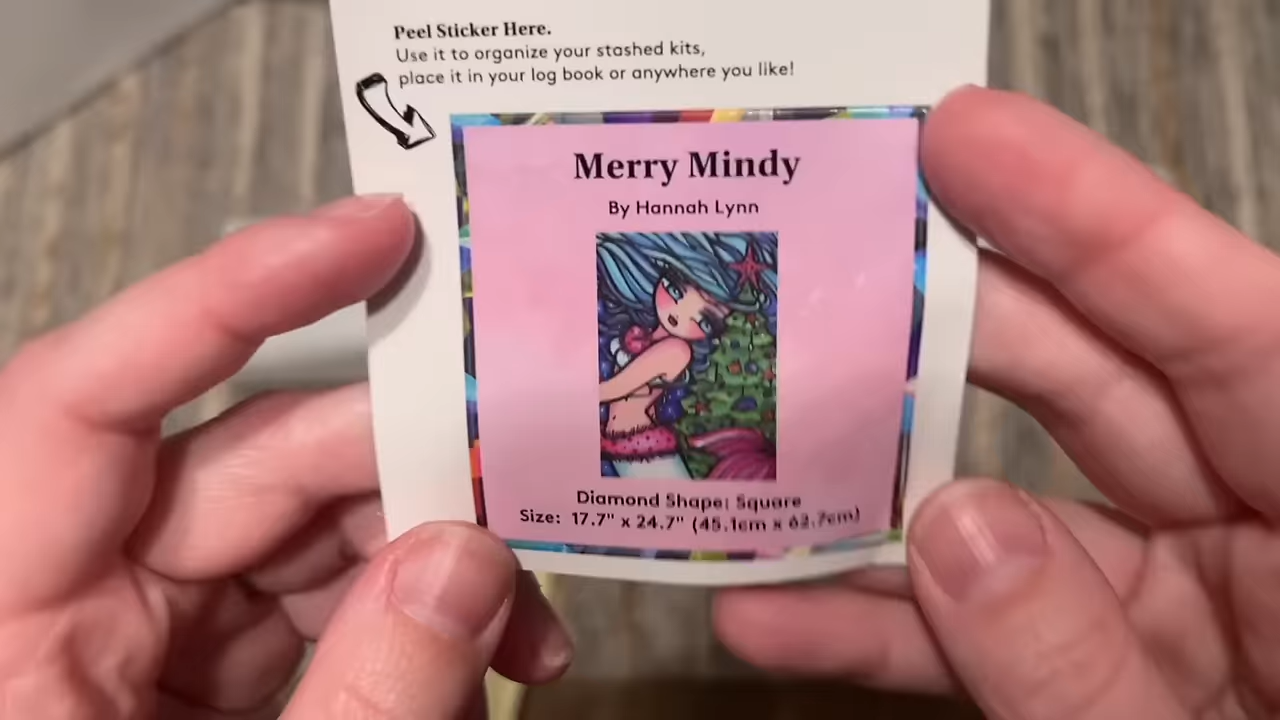 Peel Sticker Here.
Use it to organize your stashed kits,
place it in your log book or anywhere you like!
Merry Mindy
By Hannah Lynn
Diamond Shape: Square
Size: 17.7" x 24.7" (45.1cm x 62.7cm)